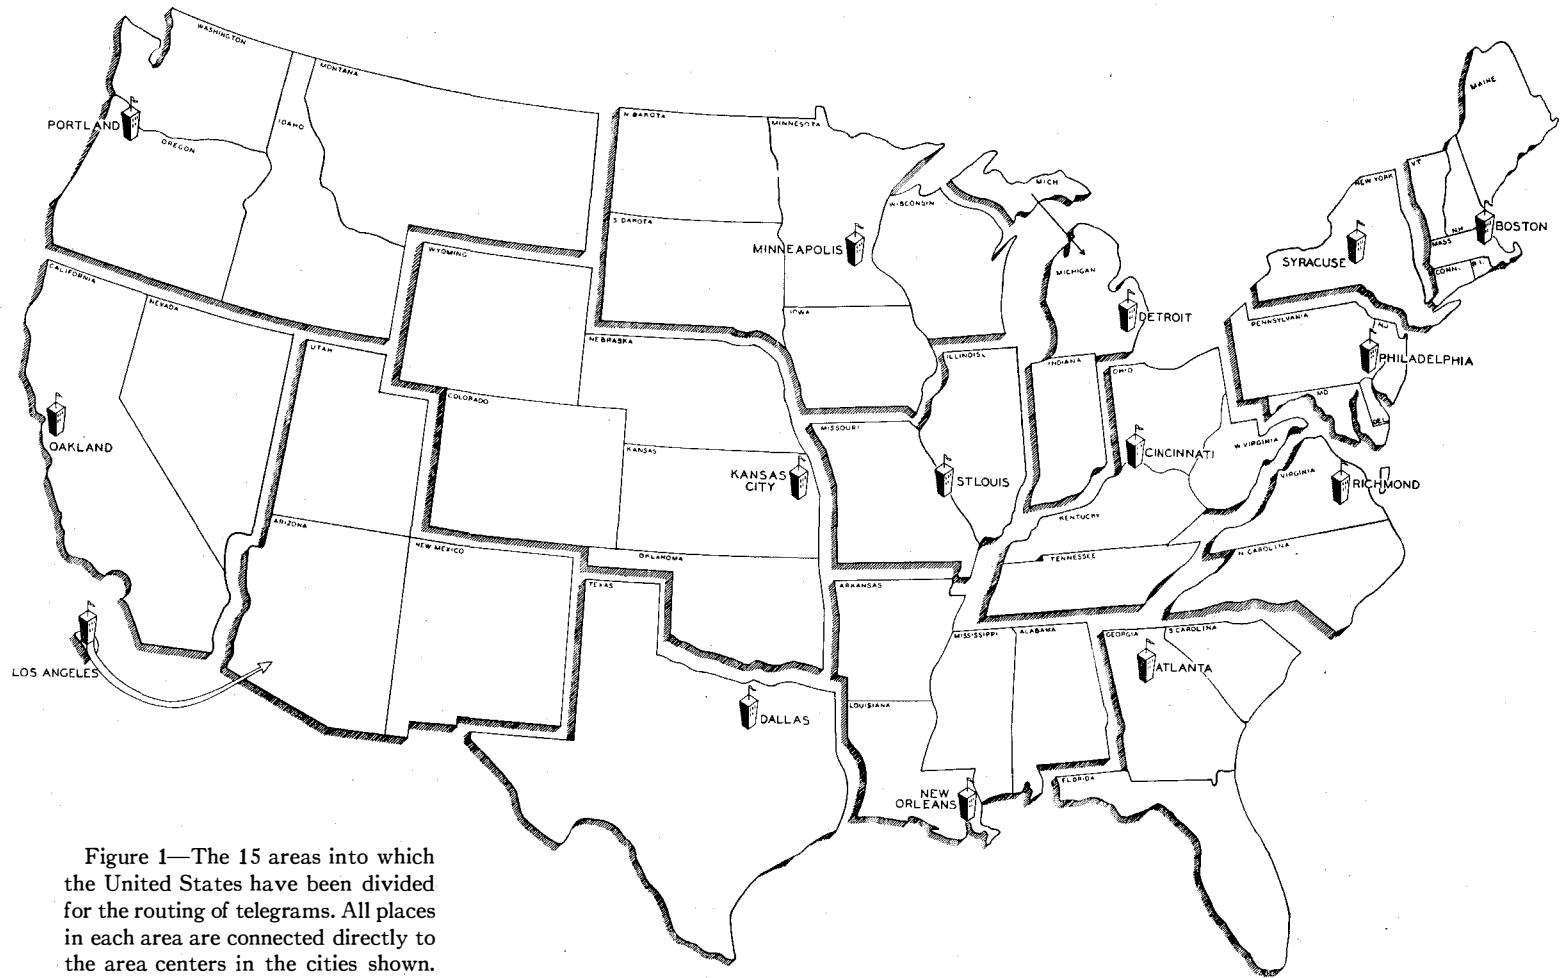 WASHINGTON
MONTANA
PORTLAND
OREGON
IDAHO
N DAKOTA
MINNESOTA
S DAKOTA
MINNEAPOLIS
WISCONSIN
MICH
MICHIGAN
DETROIT
MAINE
VT
NEW YORK
N H
MASS
BOSTON
CONN.
R.I.
SYRACUSE
CALIFORNIA
NEVADA
UTAH
WYOMING
NEBRASKA
IOWA
ILLINOIS
INDIANA
OHIO
PENNSYLVANIA
NJ
PHILADELPHIA
MD
DEL
OAKLAND
COLORADO
KANSAS
KANSAS
CITY
MISSOURI
ST LOUIS
CINCINNATI
W. VIRGINIA
VIRGINIA
RICHMOND
KENTUCKY
ARIZONA
NEW MEXICO
OKLAHOMA
TEXAS
ARKANSAS
TENNESSEE
N CAROLINA
MISSISSIPPI
ALABAMA
GEORGIA
S CAROLINA
ATLANTA
LOS ANGELES
DALLAS
LOUISIANA
NEW
ORLEANS
FLORIDA
Figure 1—The 15 areas into which
the United States have been divided
for the routing of telegrams. All places
in each area are connected directly to
the area centers in the cities shown.